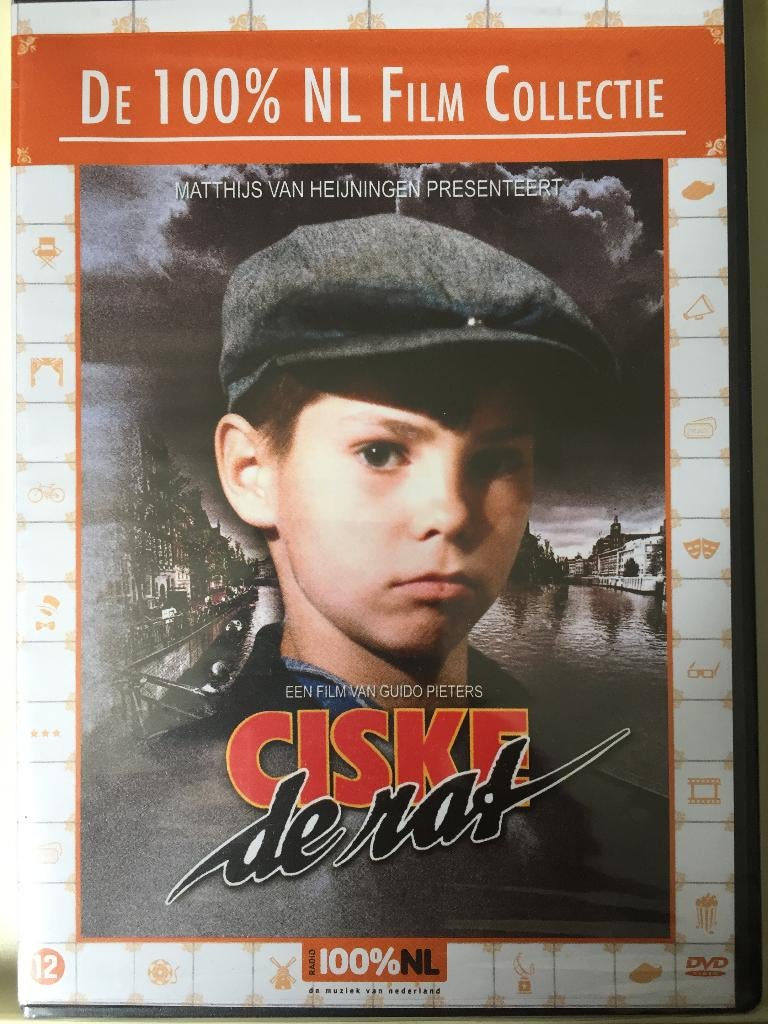 De 100% NL Film Collectie
MATTHIJS VAN HEIJNINGEN PRESENTEERT
EEN FILM VAN GUIDO PIETERS
CISKE
de rat
12
RADIO 100%NL
de muziek van nederland
DVD
VIDEO